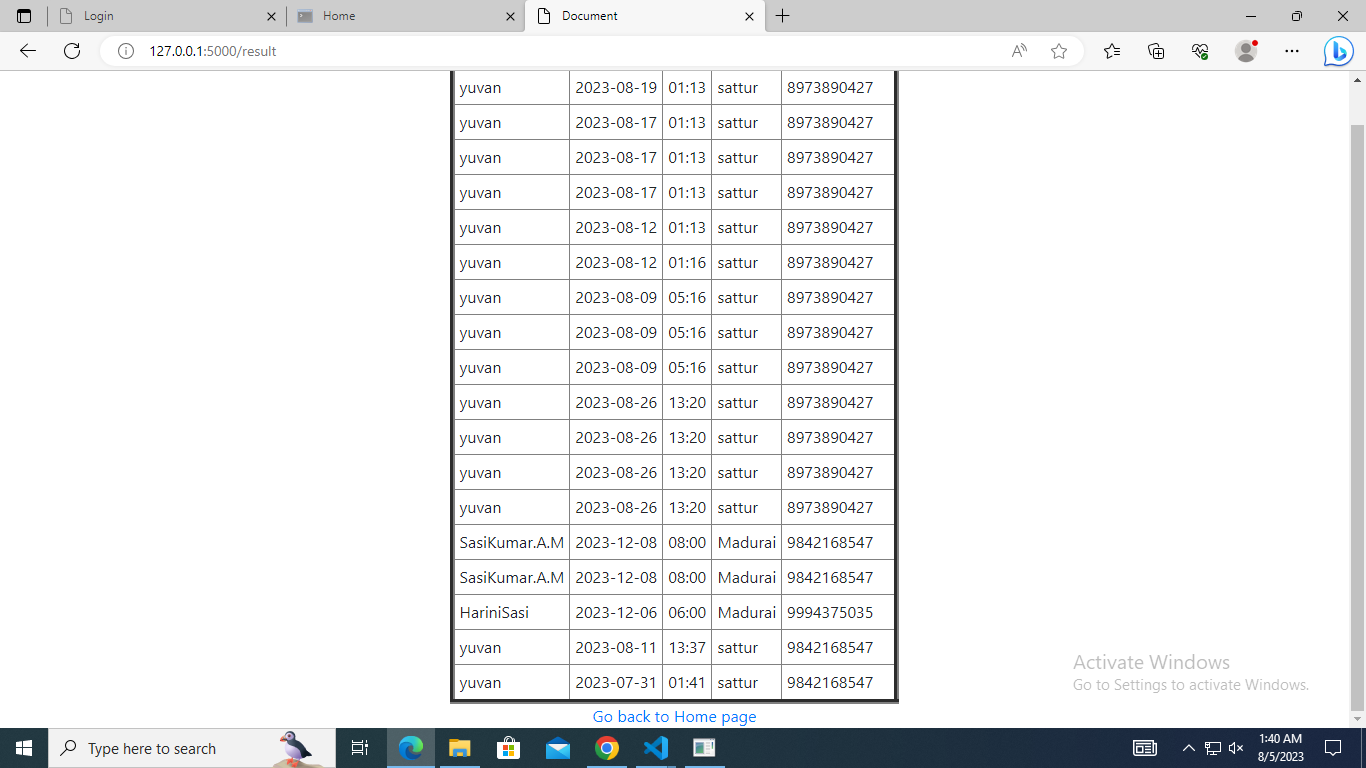 Login
Home
Document
127.0.0.1:5000/result
yuvan 2023-08-19 01:13 sattur 8973890427
yuvan 2023-08-17 01:13 sattur 8973890427
yuvan 2023-08-17 01:13 sattur 8973890427
yuvan 2023-08-17 01:13 sattur 8973890427
yuvan 2023-08-12 01:13 sattur 8973890427
yuvan 2023-08-12 01:16 sattur 8973890427
yuvan 2023-08-09 05:16 sattur 8973890427
yuvan 2023-08-09 05:16 sattur 8973890427
yuvan 2023-08-09 05:16 sattur 8973890427
yuvan 2023-08-26 13:20 sattur 8973890427
yuvan 2023-08-26 13:20 sattur 8973890427
yuvan 2023-08-26 13:20 sattur 8973890427
yuvan 2023-08-26 13:20 sattur 8973890427
SasiKumar.A.M 2023-12-08 08:00 Madurai 9842168547
SasiKumar.A.M 2023-12-08 08:00 Madurai 9842168547
HariniSasi 2023-12-06 06:00 Madurai 9994375035
yuvan 2023-08-11 13:37 sattur 9842168547
yuvan 2023-07-31 01:41 sattur 9842168547
Go back to Home page
Activate Windows
Go to Settings to activate Windows.
Type here to search
1:40 AM
8/5/2023